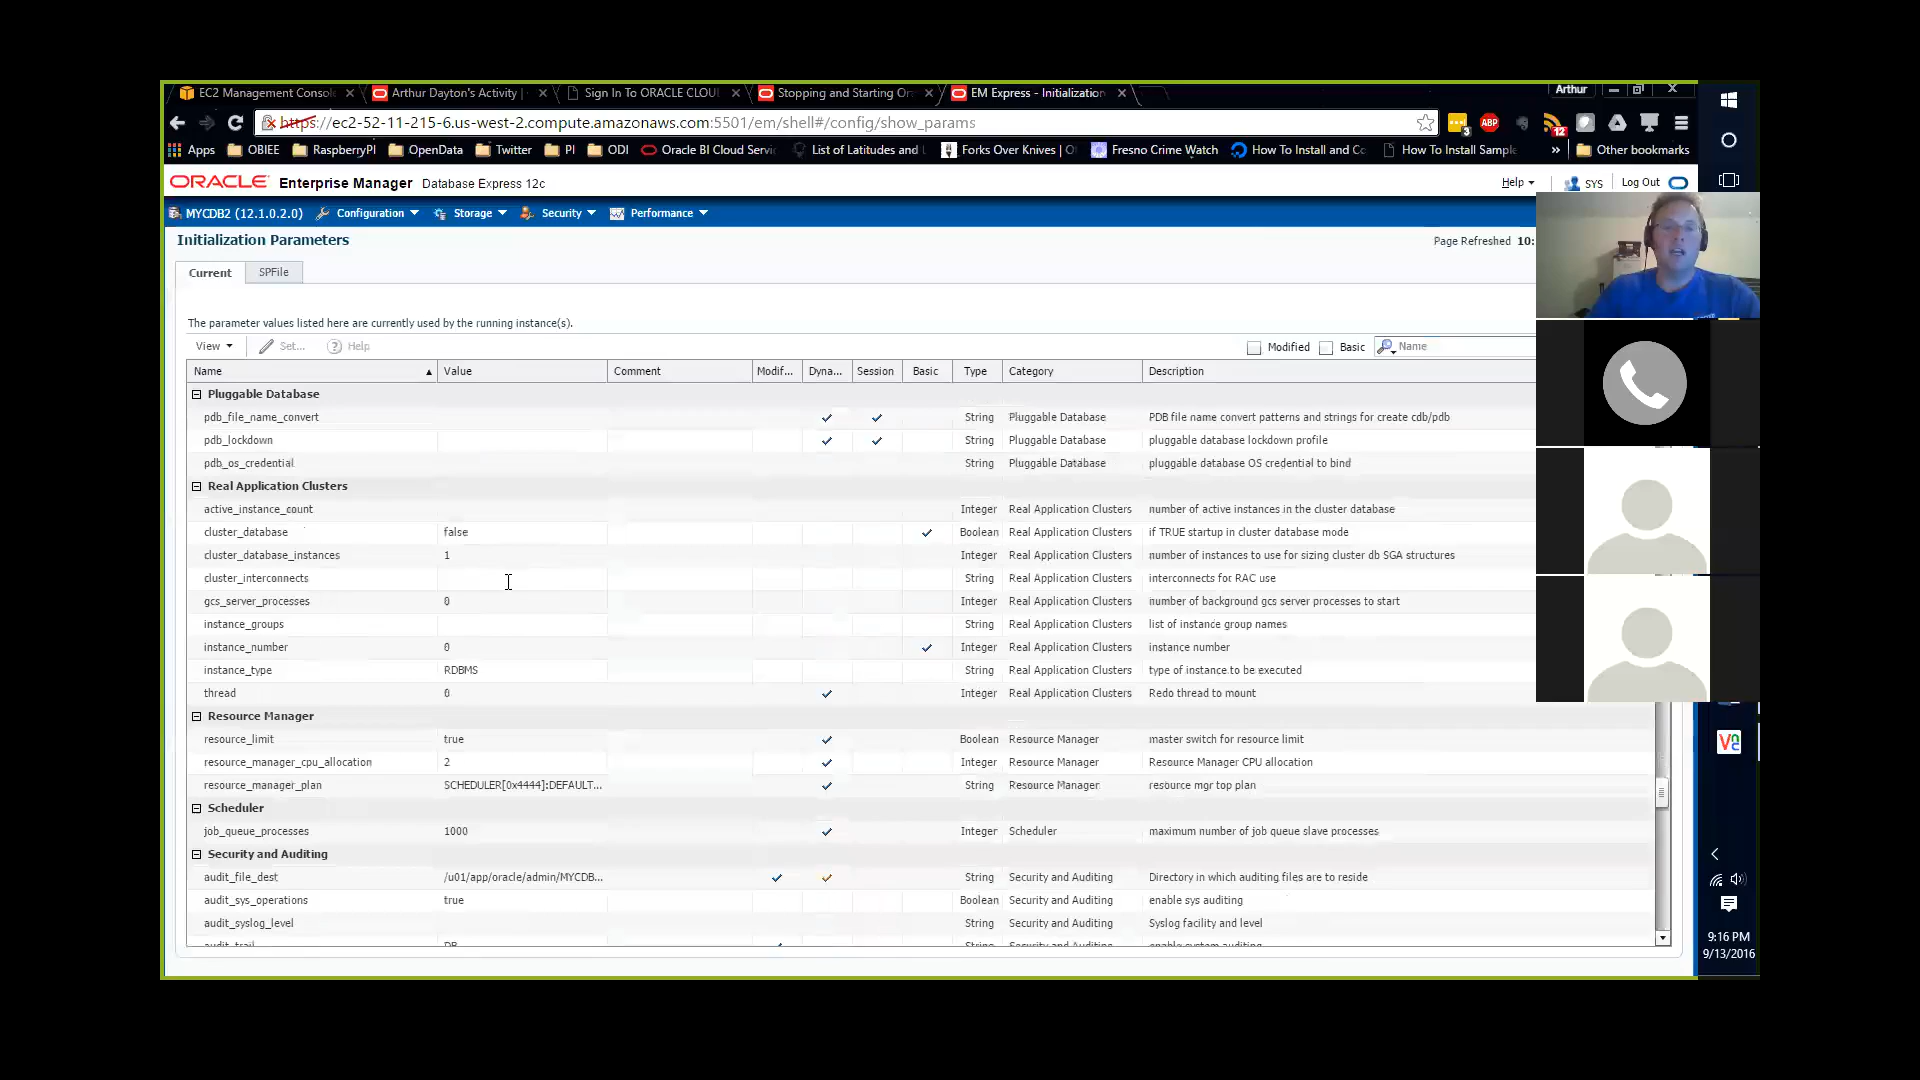 EC2 Management Consol
Arthur Dayton's Activity |
Sign In To ORACLE CLOU
Stopping and Starting Or
EM Express - Initialization
Arthur
https://ec2-52-11-215-6.us-west-2.compute.amazonaws.com:5501/em/shell#/config/show_params
3 ABP 12
Apps OBIEE RaspberryPI OpenData Twitter PI ODI Oracle BI Cloud Servi List of Latitudes and Forks Over Knives | O Fresno Crime Watch How To Install and Co How To Install Sample » Other bookmarks
ORACLE Enterprise Manager Database Express 12c
Help SYS Log Out
MYCDB2 (12.1.0.2.0) Configuration Storage Security Performance
Initialization Parameters
Page Refreshed 10:
Current SPFile
The parameter values listed here are currently used by the running instance(s).
View Set... Help
Modified Basic Name
Name Value Comment Modif... Dyna... Session Basic Type Category Description
Pluggable Database
pdb_file_name_convert String Pluggable Database PDB file name convert patterns and strings for create cdb/pdb
pdb_lockdown String Pluggable Database pluggable database lockdown profile
pdb_os_credential String Pluggable Database pluggable database OS credential to bind
Real Application Clusters
active_instance_count Integer Real Application Clusters number of active instances in the cluster database
cluster_database false Boolean Real Application Clusters if TRUE startup in cluster database mode
cluster_database_instances 1 Integer Real Application Clusters number of instances to use for sizing cluster db SGA structures
cluster_interconnects String Real Application Clusters interconnects for RAC use
gcs_server_processes 0 Integer Real Application Clusters number of background gcs server processes to start
instance_groups String Real Application Clusters list of instance group names
instance_number 0 Integer Real Application Clusters instance number
instance_type RDBMS String Real Application Clusters type of instance to be executed
thread 0 Integer Real Application Clusters Redo thread to mount
Resource Manager
resource_limit true Boolean Resource Manager master switch for resource limit
resource_manager_cpu_allocation 2 Integer Resource Manager Resource Manager CPU allocation
resource_manager_plan SCHEDULER[0x4444]:DEFAULT... String Resource Manager resource mgr top plan
Scheduler
job_queue_processes 1000 Integer Scheduler maximum number of job queue slave processes
Security and Auditing
audit_file_dest /u01/app/oracle/admin/MYCDB... String Security and Auditing Directory in which auditing files are to reside
audit_sys_operations true Boolean Security and Auditing enable sys auditing
audit_syslog_level String Security and Auditing Syslog facility and level
audit_trail DB String Security and Auditing enable system auditing
9:16 PM
9/13/2016